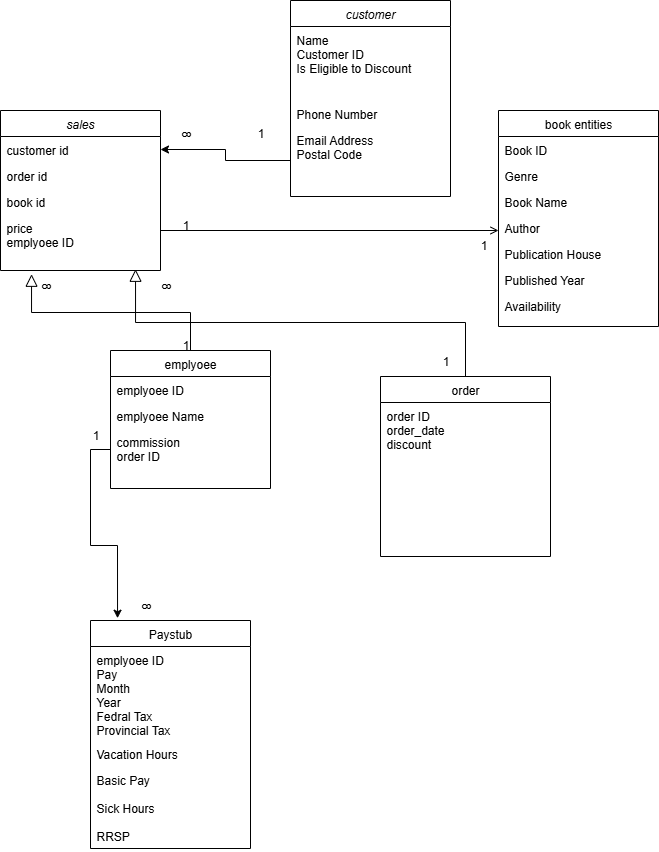 customer
Name
Customer ID
Is Eligible to Discount
Phone Number
Email Address
Postal Code
sales
customer id
order id
book id
price
emplyoee ID
∞
1
book entities
Book ID
Genre
Book Name
Author
Publication House
Published Year
Availability
1
1
∞
∞
1
1
emplyoee
emplyoee ID
emplyoee Name
commission
order ID
order
order ID
order_date
discount
1
∞
Paystub
emplyoee ID
Pay
Month
Year
Fedral Tax
Provincial Tax
Vacation Hours
Basic Pay
Sick Hours
RRSP